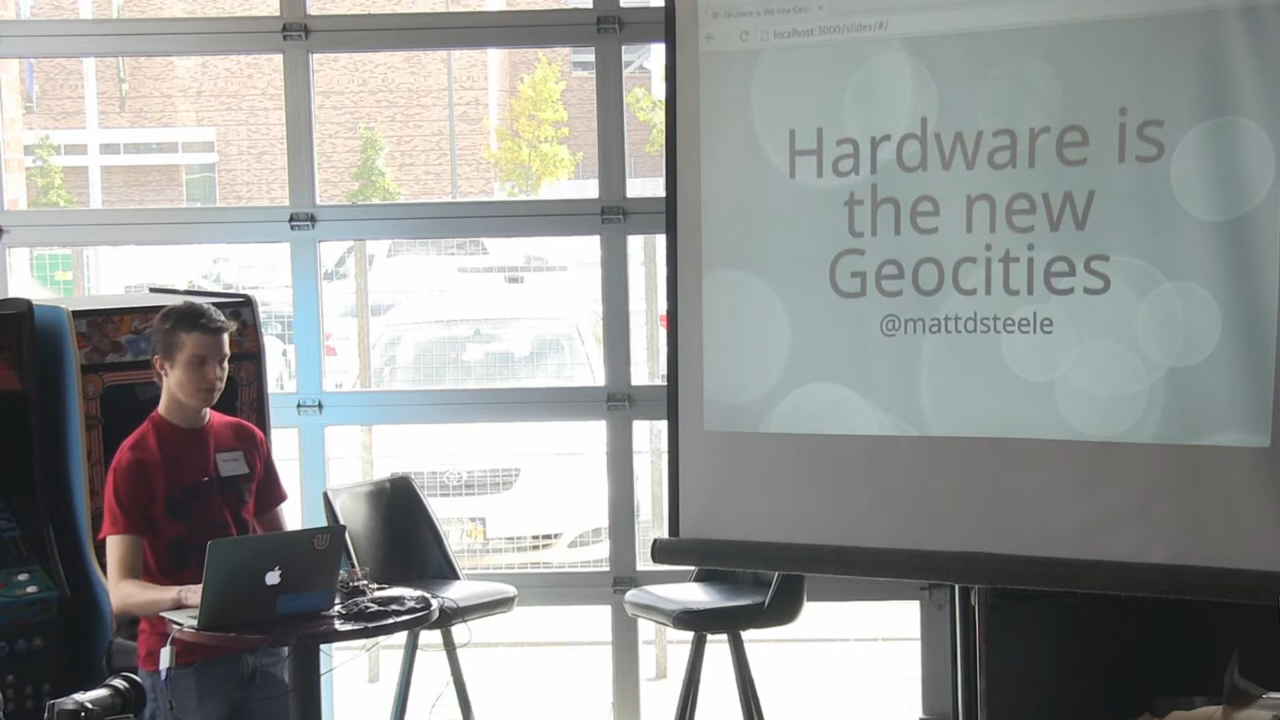 localhost:3000/slides/#/
Hardware is
the new
Geocities
@mattdsteele